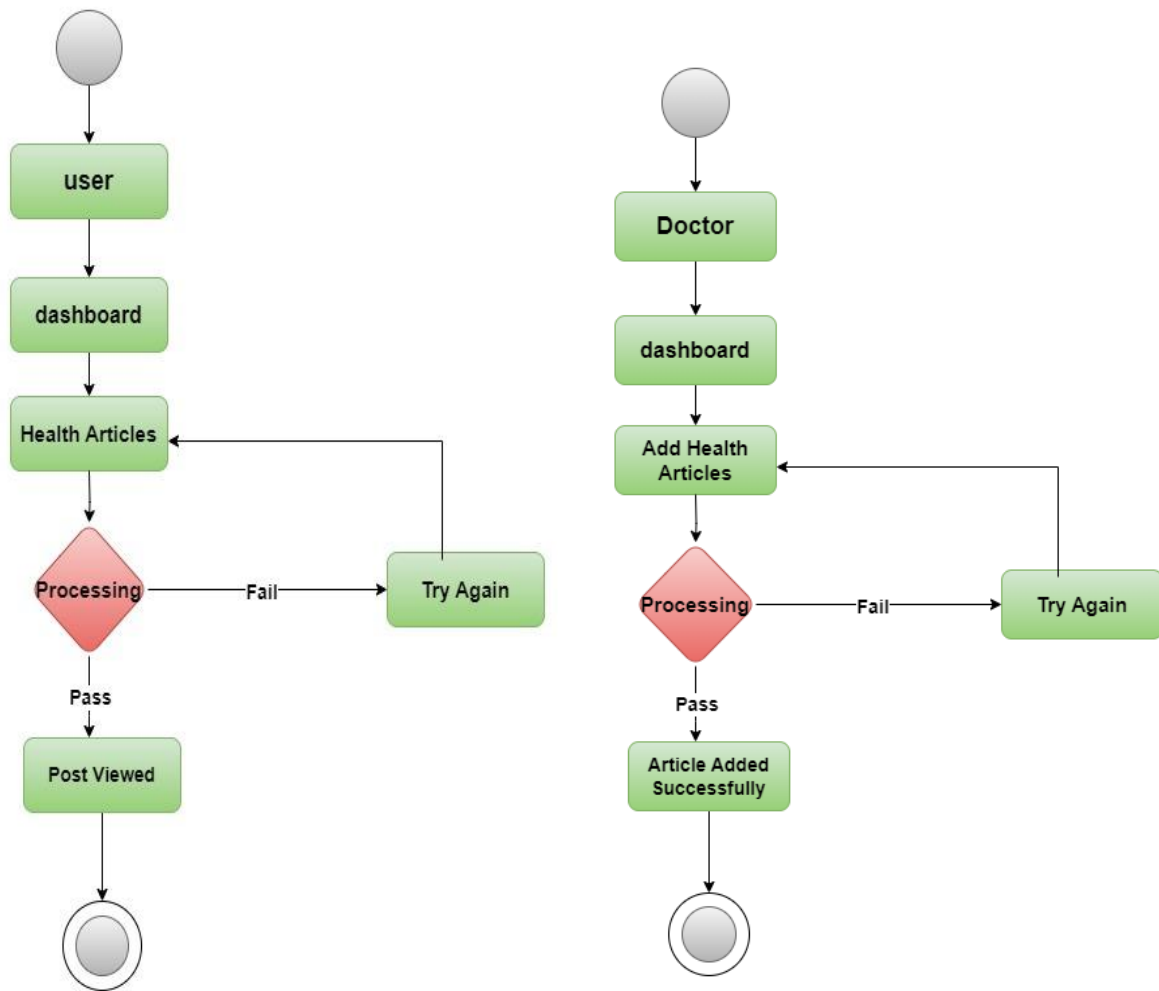 user
dashboard
Health Articles
Processing
Fail
Try Again
Pass
Post Viewed
Doctor
dashboard
Add Health
Articles
Processing
Fail
Try Again
Pass
Article Added
Successfully